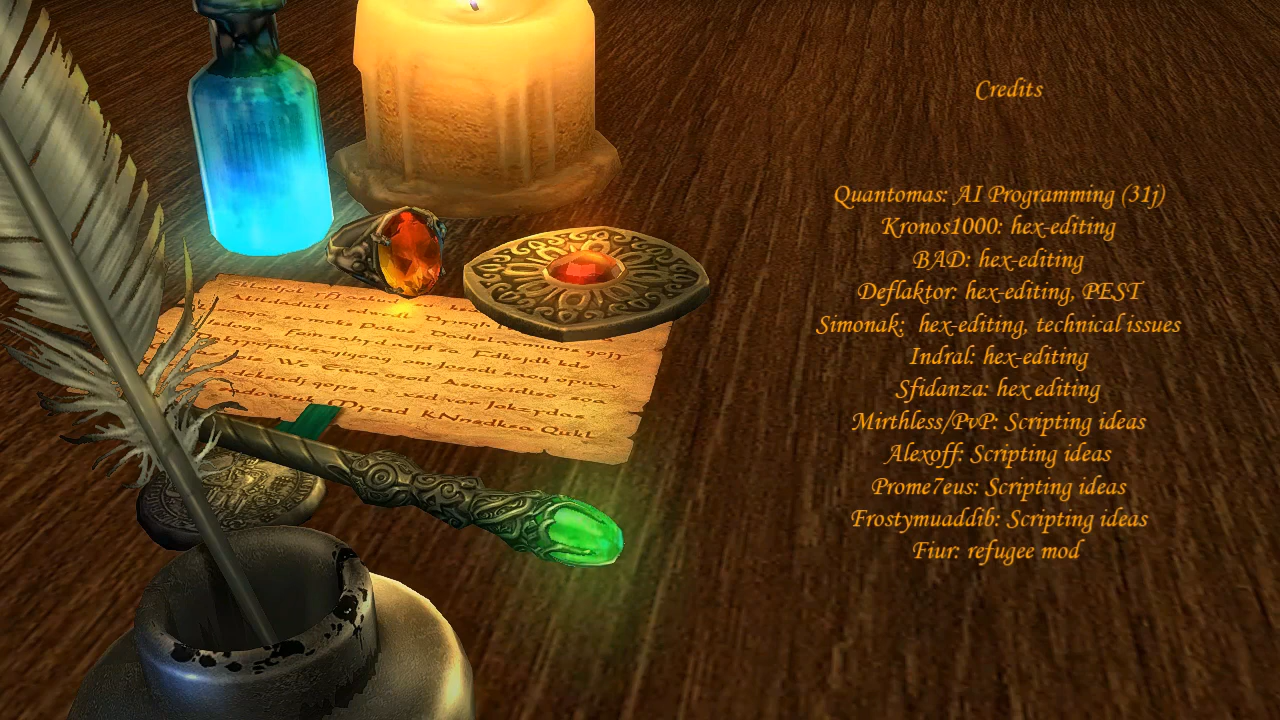 Credits
Quantomas: AI Programming (31j)
Kronos1000: hex-editing
BAD: hex-editing
Deflaktor: hex-editing, PEST
Simonak:  hex-editing, technical issues
Indral: hex-editing
Sfidanza: hex editing
Mirthless/PvP: Scripting ideas
Alexoff: Scripting ideas
Prome7eus: Scripting ideas
Frostymuaddib: Scripting ideas
Fiur: refugee mod